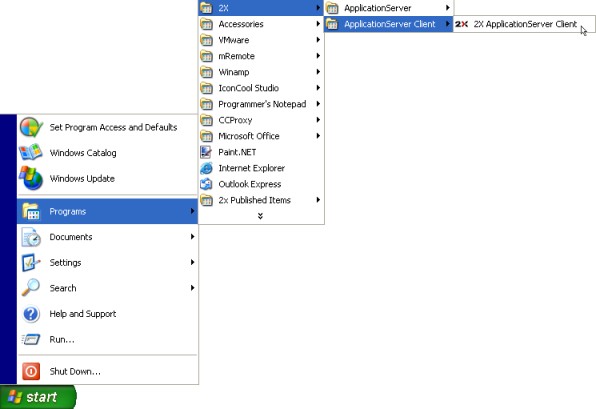 2X
Accessories
VMware
mRemote
Winamp
IconCool Studio
Programmer's Notepad
CCProxy
Microsoft Office
Paint.NET
Internet Explorer
Outlook Express
2x Published Items
ApplicationServer
ApplicationServer Client
2X 2X ApplicationServer Client
Set Program Access and Defaults
Windows Catalog
Windows Update
Programs
Documents
Settings
Search
Help and Support
Run...
Shut Down...
start